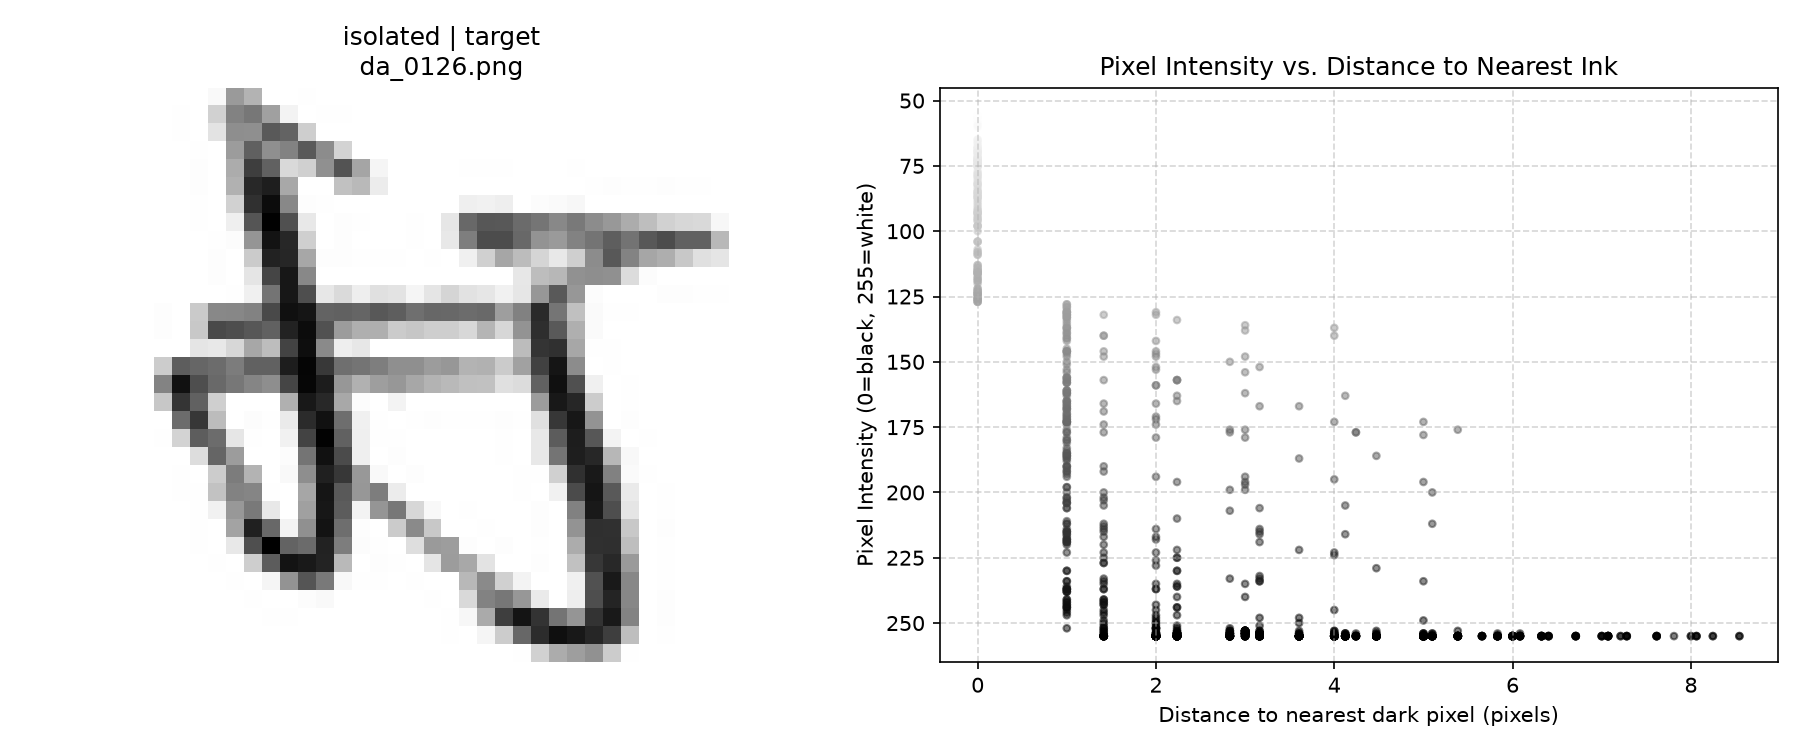 isolated | target
da_0126.png
Pixel Intensity vs. Distance to Nearest Ink
Pixel Intensity (0=black, 255=white)
50
75
100
125
150
175
200
225
250
0 2 4 6 8
Distance to nearest dark pixel (pixels)